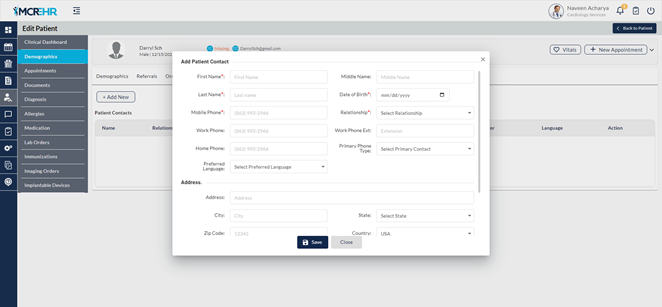 MCREHR
Naveen Acharya
Cardiology Services
Edit Patient
Back to Patient
Clinical Dashboard
Demographics
Appointments
Documents
Diagnosis
Allergies
Medication
Lab Orders
Immunizations
Imaging Orders
Implantable Devices
Darryl Sch
Male | 12/15/20
Missing
DarrylSch@gmail.com
Vitals
+ New Appointment
Demographics Referrals
+ Add New
Patient Contacts
Name Relation
Language Action
Add Patient Contact
First Name*: First Name
Middle Name: Middle Name
Last Name*: Last name
Date of Birth*: mm/dd/yyyy
Mobile Phone*: (862) 993-2966
Relationship*: Select Relationship
Work Phone: (862) 993-2966
Work Phone Ext: Extension
Home Phone: (862) 993-2966
Primary Phone Type: Select Primary Contact
Preferred Language: Select Preferred Language
Address.
Address: Address
City: City
State: Select State
Zip Code: 12345
Country: USA
Save
Close